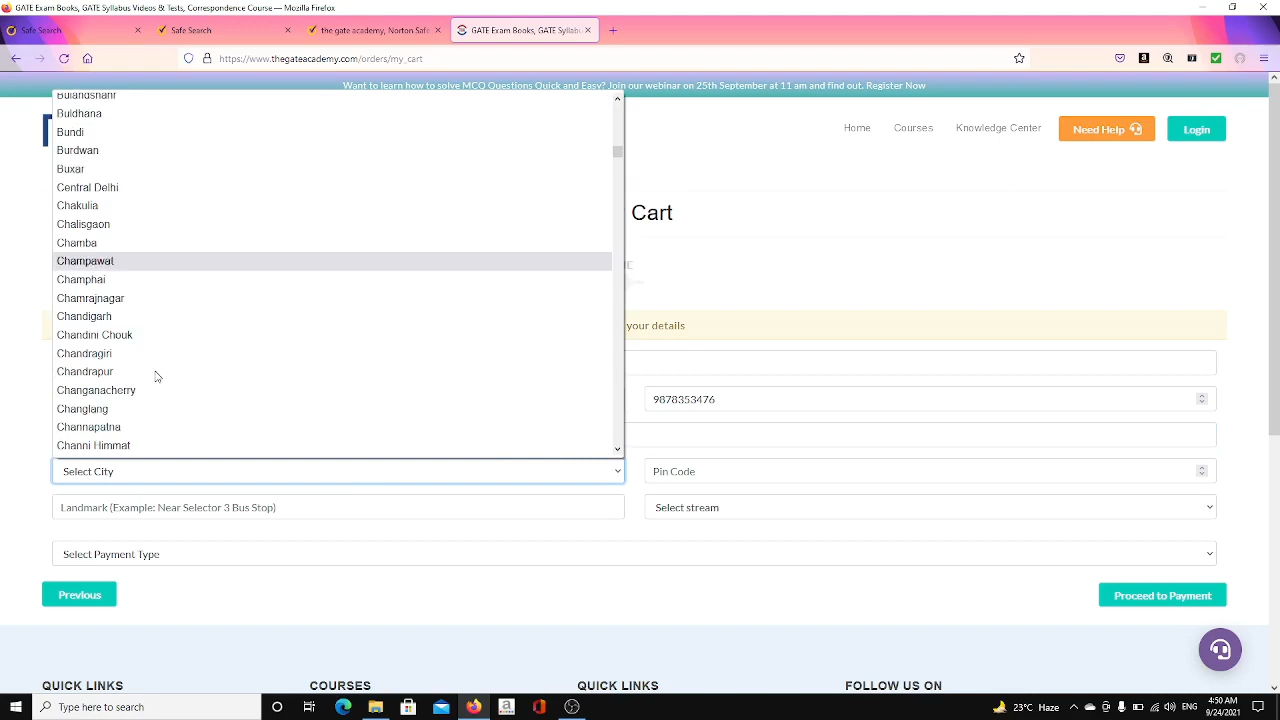 GATE Exam Books, GATE Syllabus Videos & Tests, Correspondence Course — Mozilla Firefox
Safe Search
Safe Search
the gate academy, Norton Safe
GATE Exam Books, GATE Syllabu
https://www.thegateacademy.com/orders/my_cart
Want to learn how to solve MCQ Questions Quick and Easy? Join our webinar on 25th September at 11 am and find out. Register Now
Home
Courses
Knowledge Center
Need Help
Login
Cart
your details
Bulandshahr
Buldhana
Bundi
Burdwan
Buxar
Central Delhi
Chakulia
Chalisgaon
Chamba
Champawat
Champhai
Chamrajnagar
Chandigarh
Chandini Chouk
Chandragiri
Chandrapur
Changanacherry
Changlang
Channapatna
Channi Himmat
9878353476
Select City
Pin Code
Landmark (Example: Near Selector 3 Bus Stop)
Select stream
Select Payment Type
Previous
Proceed to Payment
QUICK LINKS
COURSES
QUICK LINKS
FOLLOW US ON
Type here to search
23°C Haze
ENG
4:50 AM
9/24/2021